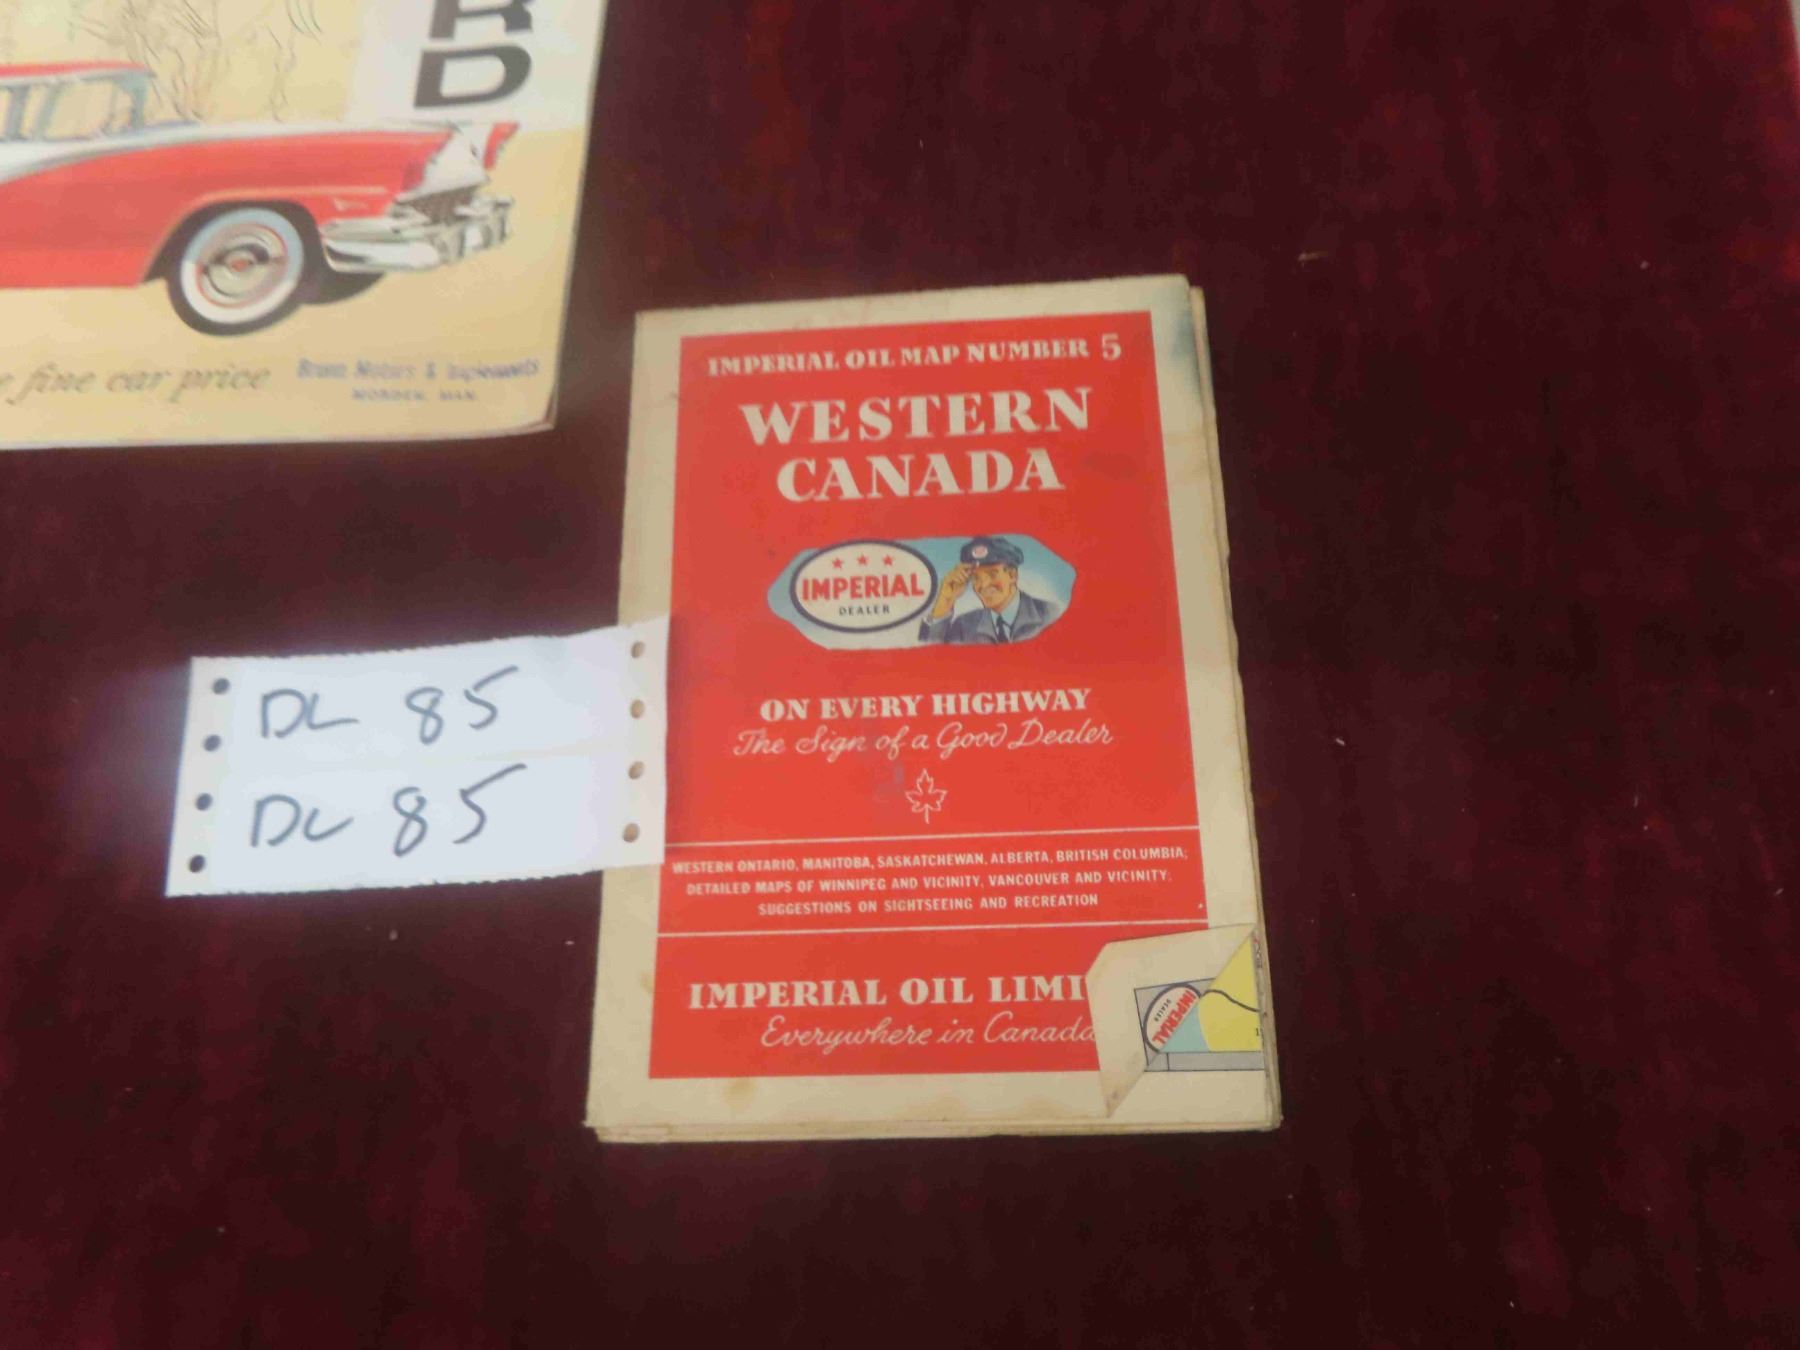 RD
fine car price
Motors & Implements
MORDEN, MAN.
IMPERIAL OIL MAP NUMBER 5
WESTERN
CANADA
IMPERIAL
DEALER
ON EVERY HIGHWAY
The Sign of a Good Dealer
WESTERN ONTARIO, MANITOBA, SASKATCHEWAN, ALBERTA, BRITISH COLUMBIA;
DETAILED MAPS OF WINNIPEG AND VICINITY, VANCOUVER AND VICINITY,
SUGGESTIONS ON SIGHTSEEING AND RECREATION
IMPERIAL OIL LIMI
Everywhere in Canada
IMPERIAL
DEALER
DL 85
DL 85